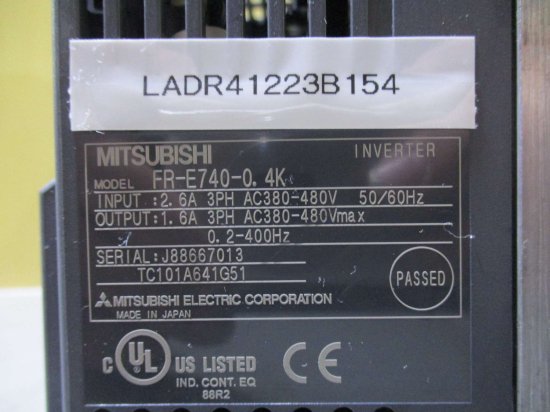 LADR41223B154
MITSUBISHI INVERTER
MODEL FR-E740-0.4K
INPUT :2.6A 3PH AC380-480V 50/60Hz
OUTPUT:1.6A 3PH AC380-480Vmax
0.2-400Hz
SERIAL:J88667013
TC101A641G51
PASSED
MITSUBISHI ELECTRIC CORPORATION
MADE IN JAPAN
C UL US LISTED CE
IND. CONT. EQ
86R2